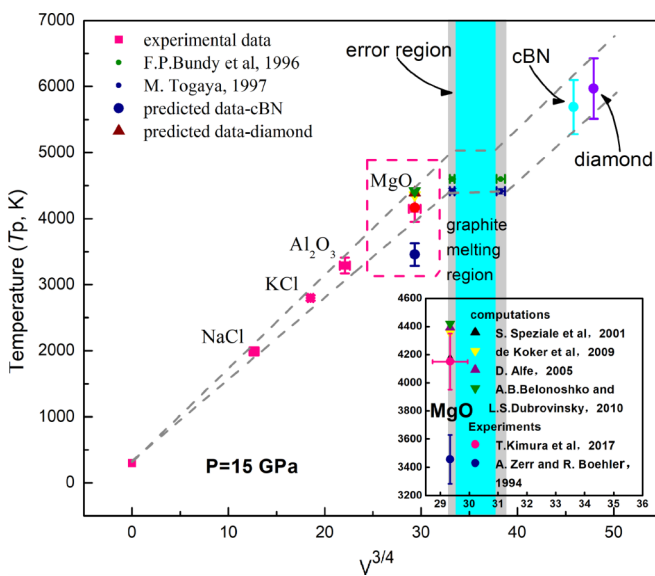 experimental data
F.P.Bundy et al, 1996
M. Togaya, 1997
predicted data-cBN
predicted data-diamond
error region
cBN
diamond
MgO
Al2O3
KCl
NaCl
graphite
melting
region
P=15 GPa
Temperature (Tp, K)
7000
6000
5000
4000
3000
2000
1000
0
0
10
20
30
40
50
V^3/4
4600
4400
4200
4000
3800
3600
3400
3200
29
30
31
32
33
34
35
36
computations
S. Speziale et al, 2001
de Koker et al, 2009
D. Alfe, 2005
A.B.Belonoshko and
L.S.Dubrovinsky, 2010
MgO
Experiments
T.Kimura et al, 2017
A. Zerr and R. Boehler,
1994